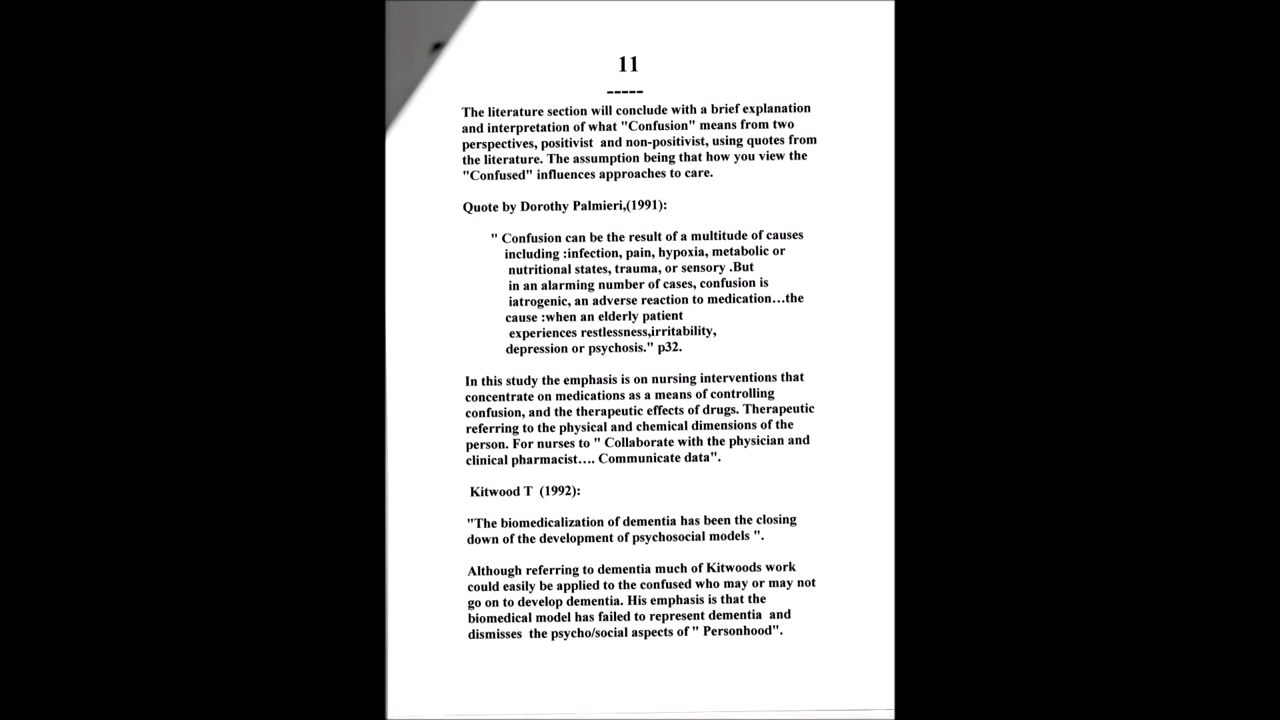 11
-----
The literature section will conclude with a brief explanation
and interpretation of what "Confusion" means from two
perspectives, positivist  and non-positivist, using quotes from
the literature. The assumption being that how you view the
"Confused" influences approaches to care.
Quote by Dorothy Palmieri,(1991):
" Confusion can be the result of a multitude of causes
including :infection, pain, hypoxia, metabolic or
nutritional states, trauma, or sensory .But
in an alarming number of cases, confusion is
iatrogenic, an adverse reaction to medication…the
cause :when an elderly patient
experiences restlessness,irritability,
depression or psychosis." p32.
In this study the emphasis is on nursing interventions that
concentrate on medications as a means of controlling
confusion, and the therapeutic effects of drugs. Therapeutic
referring to the physical and chemical dimensions of the
person. For nurses to " Collaborate with the physician and
clinical pharmacist…. Communicate data".
Kitwood T  (1992):
"The biomedicalization of dementia has been the closing
down of the development of psychosocial models ".
Although referring to dementia much of Kitwoods work
could easily be applied to the confused who may or may not
go on to develop dementia. His emphasis is that the
biomedical model has failed to represent dementia  and
dismisses  the psycho/social aspects of " Personhood".